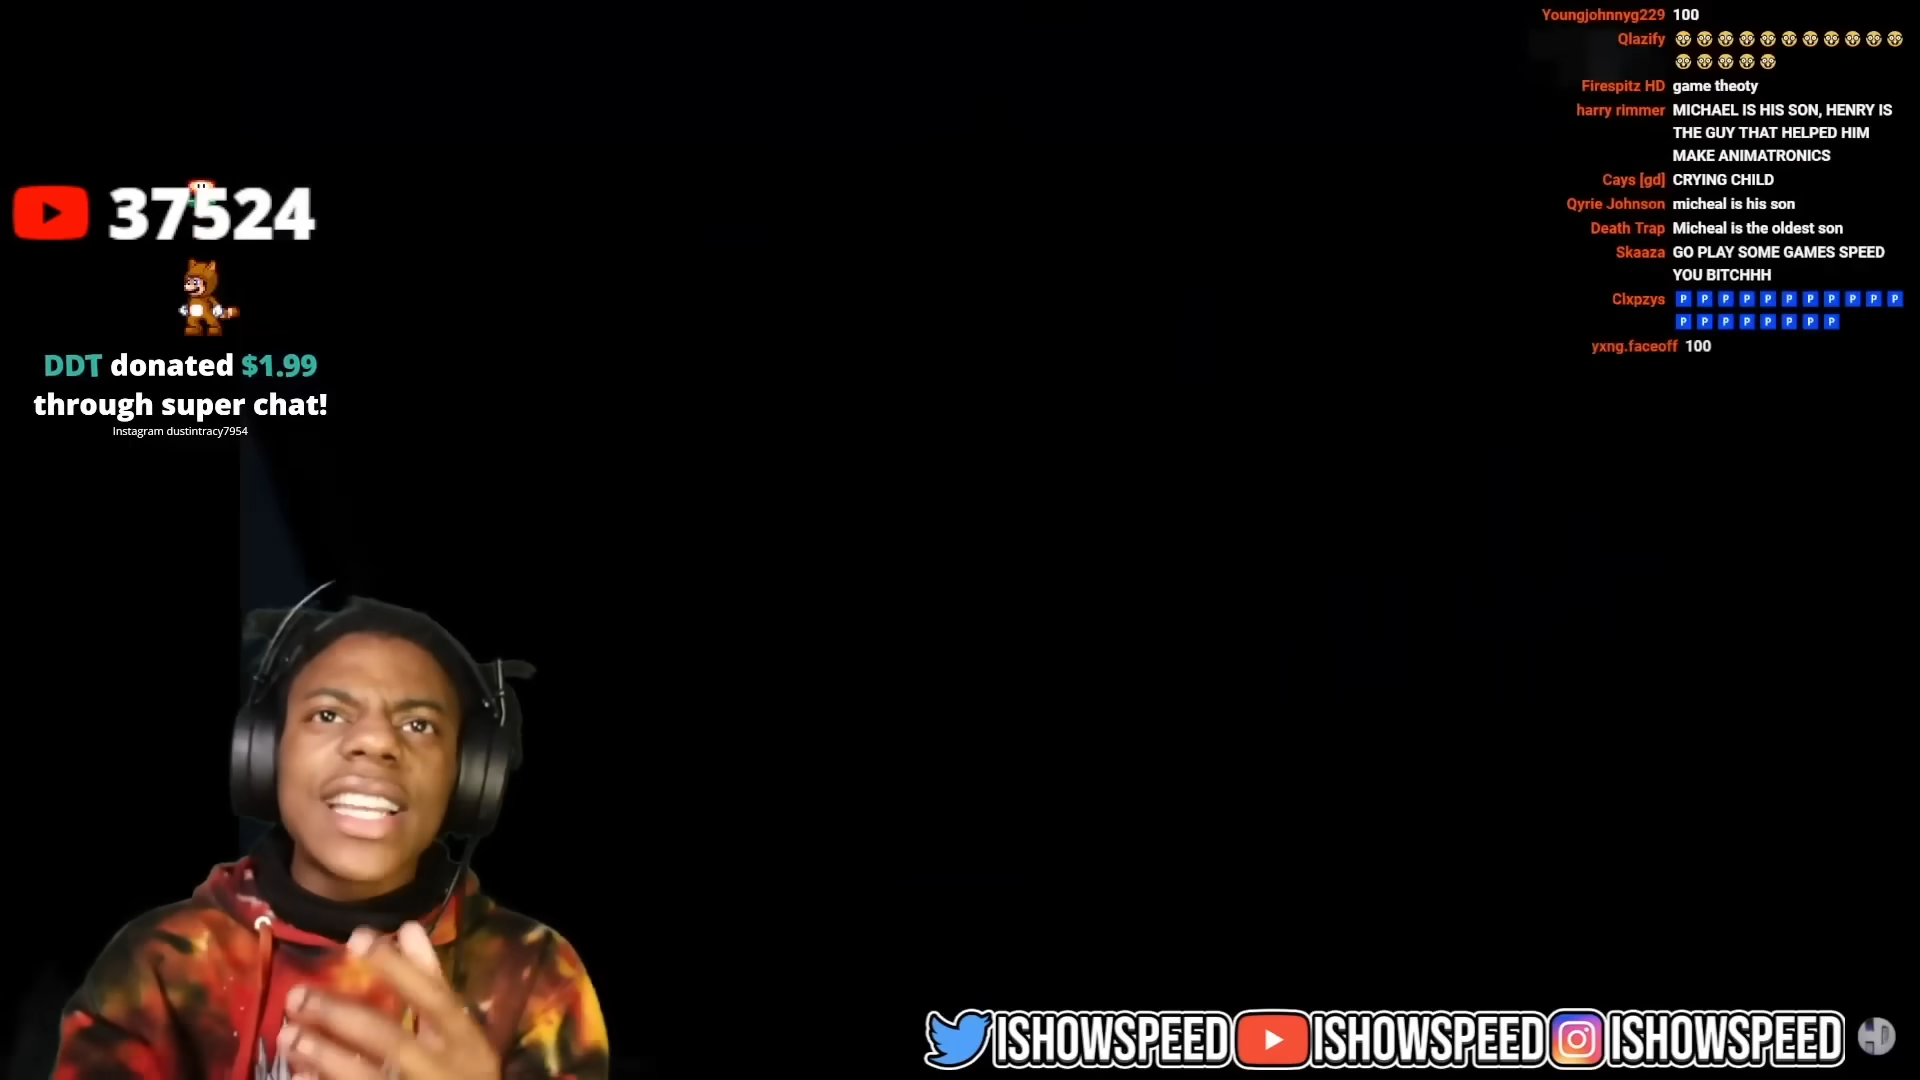 37524
DDT donated $1.99
through super chat!
Instagram dustintracy7954
Youngjohnnyg229 100
Qlazify
Firespitz HD game theoty
harry rimmer MICHAEL IS HIS SON, HENRY IS
THE GUY THAT HELPED HIM
MAKE ANIMATRONICS
Cays [gd] CRYING CHILD
Qyrie Johnson micheal is his son
Death Trap Micheal is the oldest son
Skaaza GO PLAY SOME GAMES SPEED
YOU BITCHHH
Clxpzys 🅿🅿🅿🅿🅿🅿🅿🅿🅿🅿🅿
🅿🅿🅿🅿🅿🅿🅿🅿
yxng.faceoff 100
ISHOWSPEED ISHOWSPEED ISHOWSPEED HD